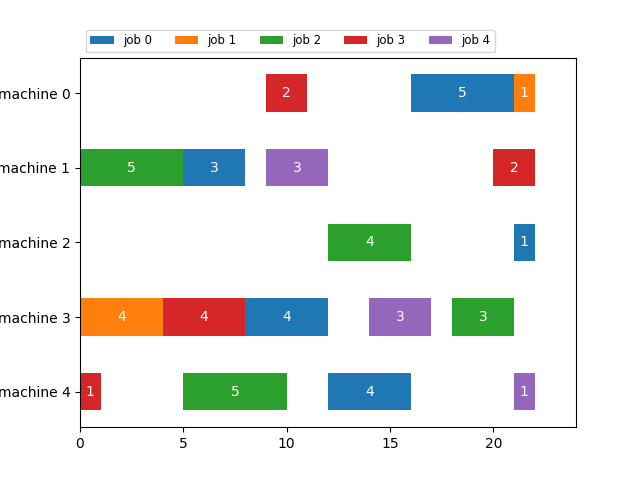 job 0 job 1 job 2 job 3 job 4
machine 0 2 5 1
machine 1 5 3 3 2
machine 2 4 1
machine 3 4 4 4 3 3
machine 4 1 5 4 1
0 5 10 15 20